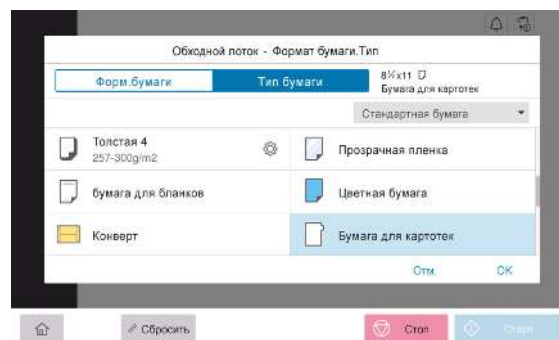 Обходной лоток - Формат бумаги.Тип
Форм.бумаги
Тип бумаги
8½x11
Бумага для картотек
Стандартная бумага
Толстая 4
257-300g/m2
Прозрачная пленка
бумага для бланков
Цветная бумага
Конверт
Бумага для картотек
Отм.
OK
Сбросить
Стоп
Старт